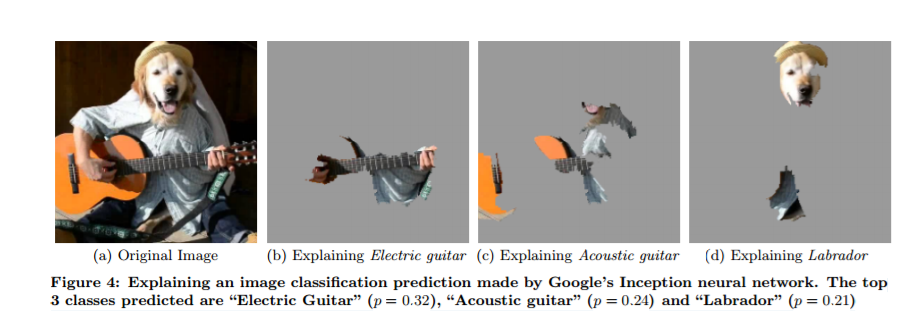 (a) Original Image
(b) Explaining Electric guitar
(c) Explaining Acoustic guitar
(d) Explaining Labrador
Figure 4: Explaining an image classification prediction made by Google's Inception neural network. The top
3 classes predicted are “Electric Guitar” (p = 0.32), “Acoustic guitar” (p = 0.24) and “Labrador” (p = 0.21)